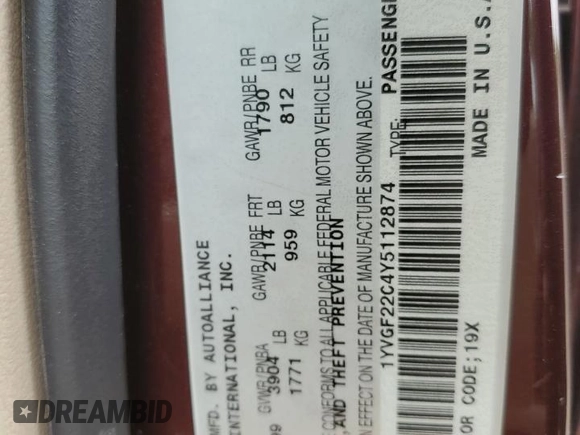 MFD. BY AUTOALLIANCE
INTERNATIONAL, INC.
09 GVWR/PNBA GAWR/PNBE FRT GAWR/PNBE RR
3904 LB 2114 LB 1790 LB
1771 KG 959 KG 812 KG
CONFORMS TO ALL APPLICABLE FEDERAL MOTOR VEHICLE SAFETY
AND THEFT PREVENTION
IN EFFECT ON THE DATE OF MANUFACTURE SHOWN ABOVE.
1YVGF22C4Y5112874 TYPE: PASSENG
OR CODE;19X MADE IN U.S.A
DREAMBID